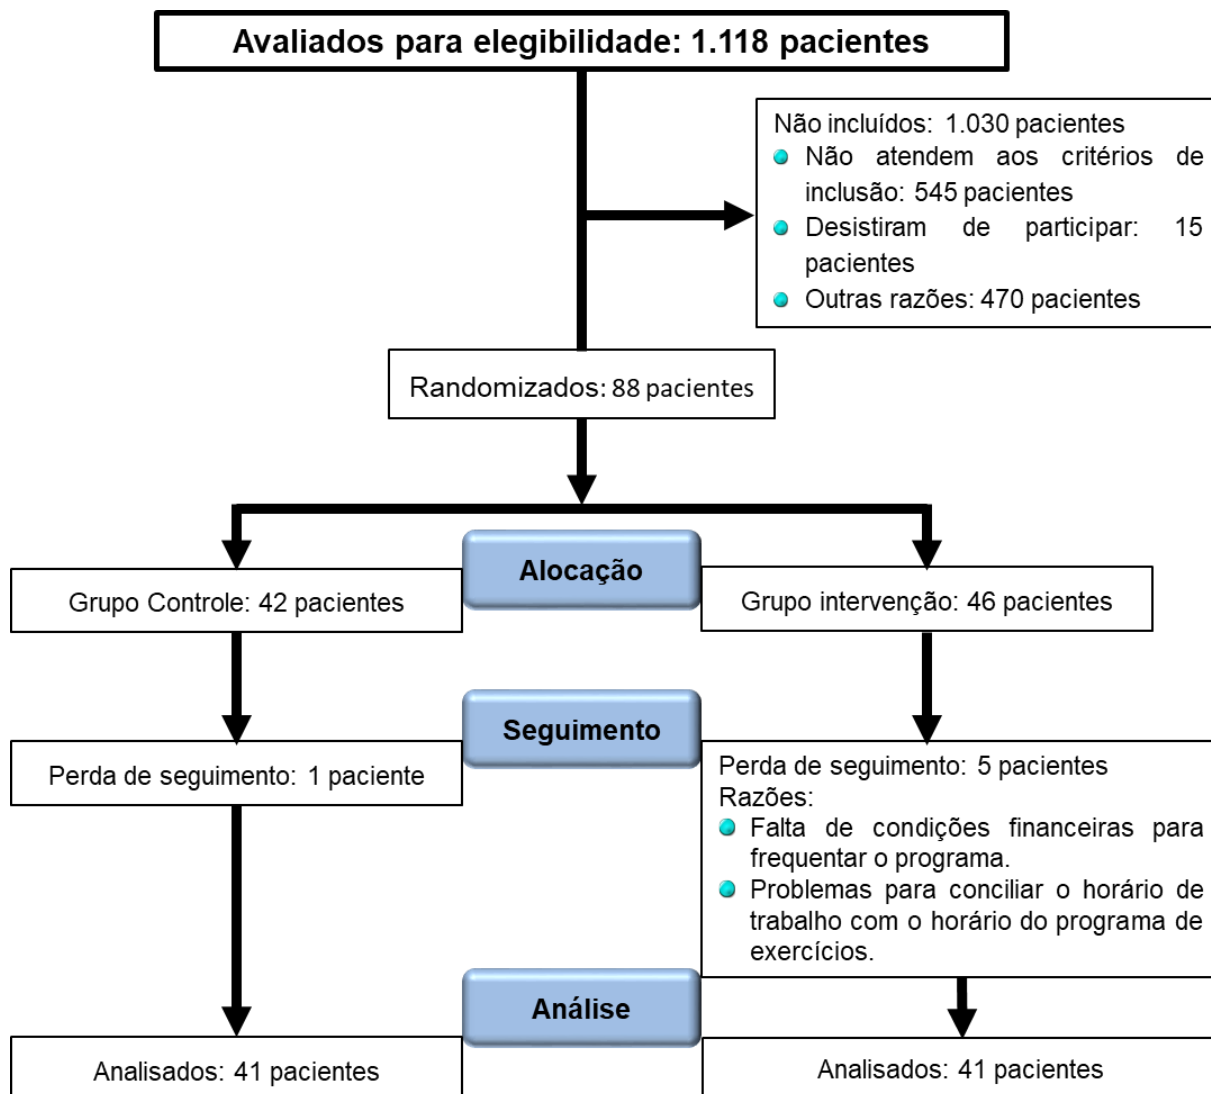 Avaliados para elegibilidade: 1.118 pacientes
Não incluídos: 1.030 pacientes
Não atendem aos critérios de
inclusão: 545 pacientes
Desistiram de participar: 15
pacientes
Outras razões: 470 pacientes
Randomizados: 88 pacientes
Alocação
Grupo Controle: 42 pacientes
Grupo intervenção: 46 pacientes
Seguimento
Perda de seguimento: 1 paciente
Perda de seguimento: 5 pacientes
Razões:
Falta de condições financeiras para
frequentar o programa.
Problemas para conciliar o horário de
trabalho com o horário do programa de
exercícios.
Análise
Analisados: 41 pacientes
Analisados: 41 pacientes